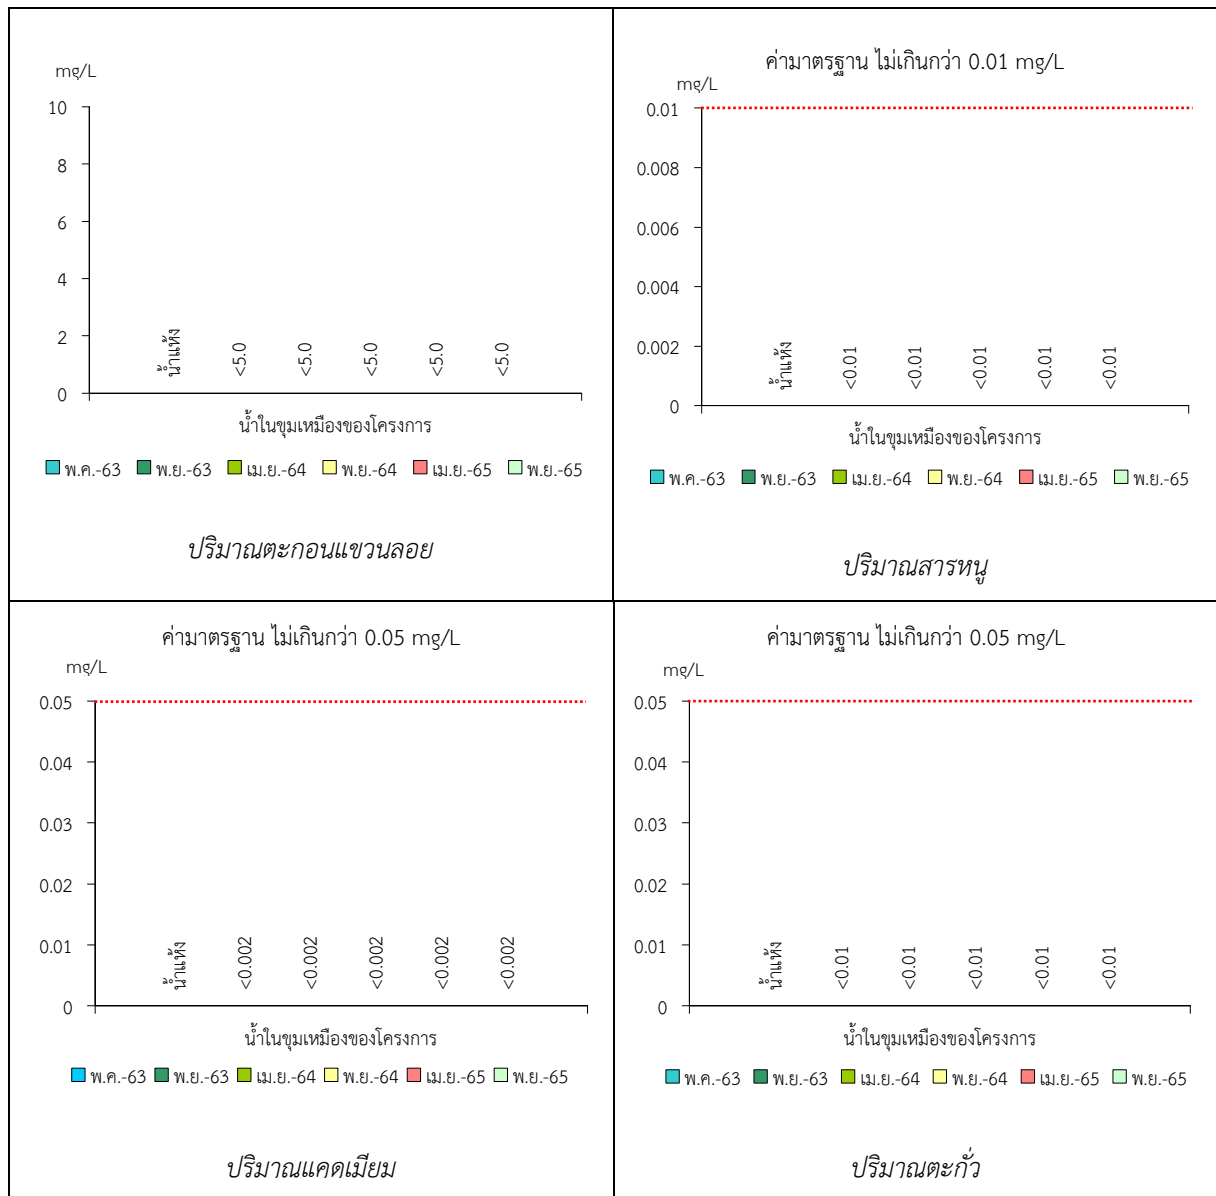 mg/L
10
8
6
4
2
0
น้ำแห้ง <5.0 <5.0 <5.0 <5.0 <5.0
น้ำในขุมเหมืองของโครงการ
พ.ค.-63 พ.ย.-63 เม.ย.-64 พ.ย.-64 เม.ย.-65 พ.ย.-65
ปริมาณตะกอนแขวนลอย
ค่ามาตรฐาน ไม่เกินกว่า 0.01 mg/L
mg/L
0.01
0.008
0.006
0.004
0.002
0
น้ำแห้ง <0.01 <0.01 <0.01 <0.01 <0.01
น้ำในขุมเหมืองของโครงการ
พ.ค.-63 พ.ย.-63 เม.ย.-64 พ.ย.-64 เม.ย.-65 พ.ย.-65
ปริมาณสารหนู
ค่ามาตรฐาน ไม่เกินกว่า 0.05 mg/L
mg/L
0.05
0.04
0.03
0.02
0.01
0
น้ำแห้ง <0.002 <0.002 <0.002 <0.002 <0.002
น้ำในขุมเหมืองของโครงการ
พ.ค.-63 พ.ย.-63 เม.ย.-64 พ.ย.-64 เม.ย.-65 พ.ย.-65
ปริมาณแคดเมียม
ค่ามาตรฐาน ไม่เกินกว่า 0.05 mg/L
mg/L
0.05
0.04
0.03
0.02
0.01
0
น้ำแห้ง <0.01 <0.01 <0.01 <0.01 <0.01
น้ำในขุมเหมืองของโครงการ
พ.ค.-63 พ.ย.-63 เม.ย.-64 พ.ย.-64 เม.ย.-65 พ.ย.-65
ปริมาณตะกั่ว